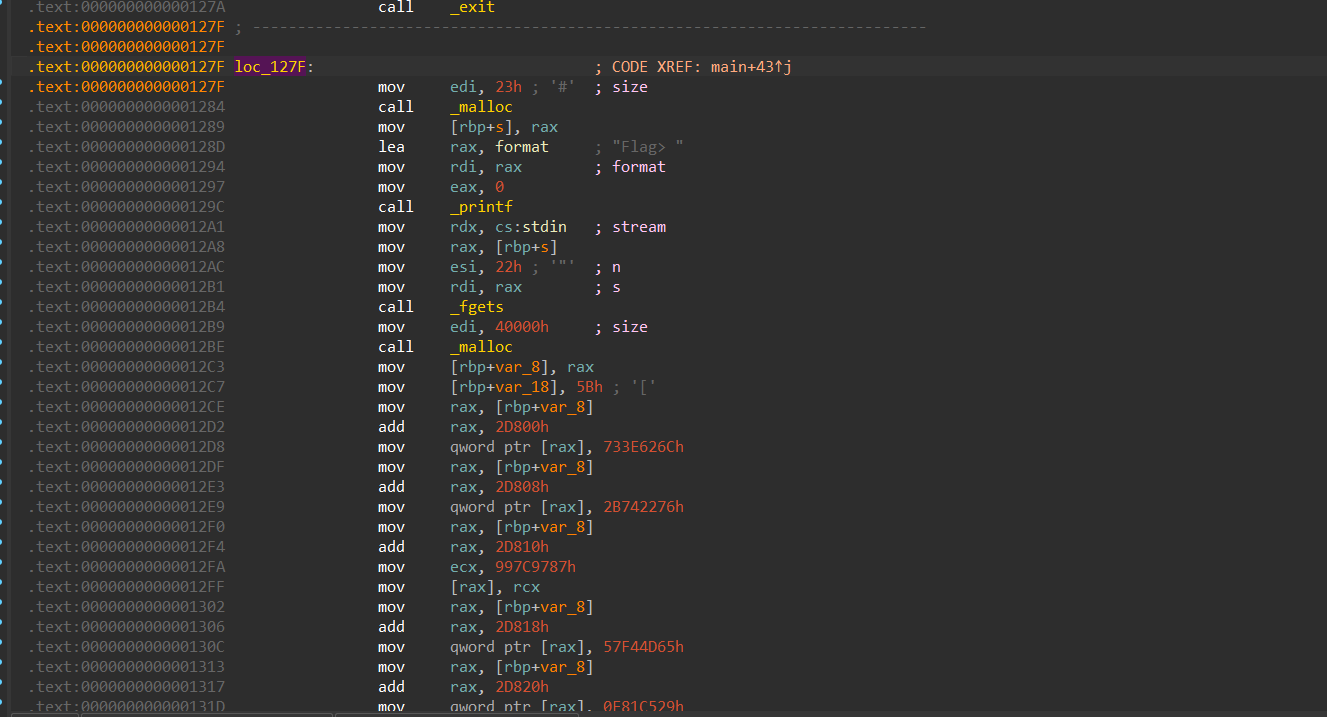 .text:000000000000127A call _exit
.text:000000000000127F ; ---------------------------------------------------------------------------
.text:000000000000127F
.text:000000000000127F loc_127F: ; CODE XREF: main+43↑j
.text:000000000000127F mov edi, 23h ; '#' ; size
.text:0000000000001284 call _malloc
.text:0000000000001289 mov [rbp+s], rax
.text:000000000000128D lea rax, format ; "Flag> "
.text:0000000000001294 mov rdi, rax ; format
.text:0000000000001297 mov eax, 0
.text:000000000000129C call _printf
.text:00000000000012A1 mov rdx, cs:stdin ; stream
.text:00000000000012A8 mov rax, [rbp+s]
.text:00000000000012AC mov esi, 22h ; '"' ; n
.text:00000000000012B1 mov rdi, rax ; s
.text:00000000000012B4 call _fgets
.text:00000000000012B9 mov edi, 40000h ; size
.text:00000000000012BE call _malloc
.text:00000000000012C3 mov [rbp+var_8], rax
.text:00000000000012C7 mov [rbp+var_18], 5Bh ; '['
.text:00000000000012CE mov rax, [rbp+var_8]
.text:00000000000012D2 add rax, 2D800h
.text:00000000000012D8 mov qword ptr [rax], 733E626Ch
.text:00000000000012DF mov rax, [rbp+var_8]
.text:00000000000012E3 add rax, 2D808h
.text:00000000000012E9 mov qword ptr [rax], 2B742276h
.text:00000000000012F0 mov rax, [rbp+var_8]
.text:00000000000012F4 add rax, 2D810h
.text:00000000000012FA mov ecx, 997C9787h
.text:00000000000012FF mov [rax], rcx
.text:0000000000001302 mov rax, [rbp+var_8]
.text:0000000000001306 add rax, 2D818h
.text:000000000000130C mov qword ptr [rax], 57F44D65h
.text:0000000000001313 mov rax, [rbp+var_8]
.text:0000000000001317 add rax, 2D820h
.text:000000000000131D mov qword ptr [rax], 0E81C529h